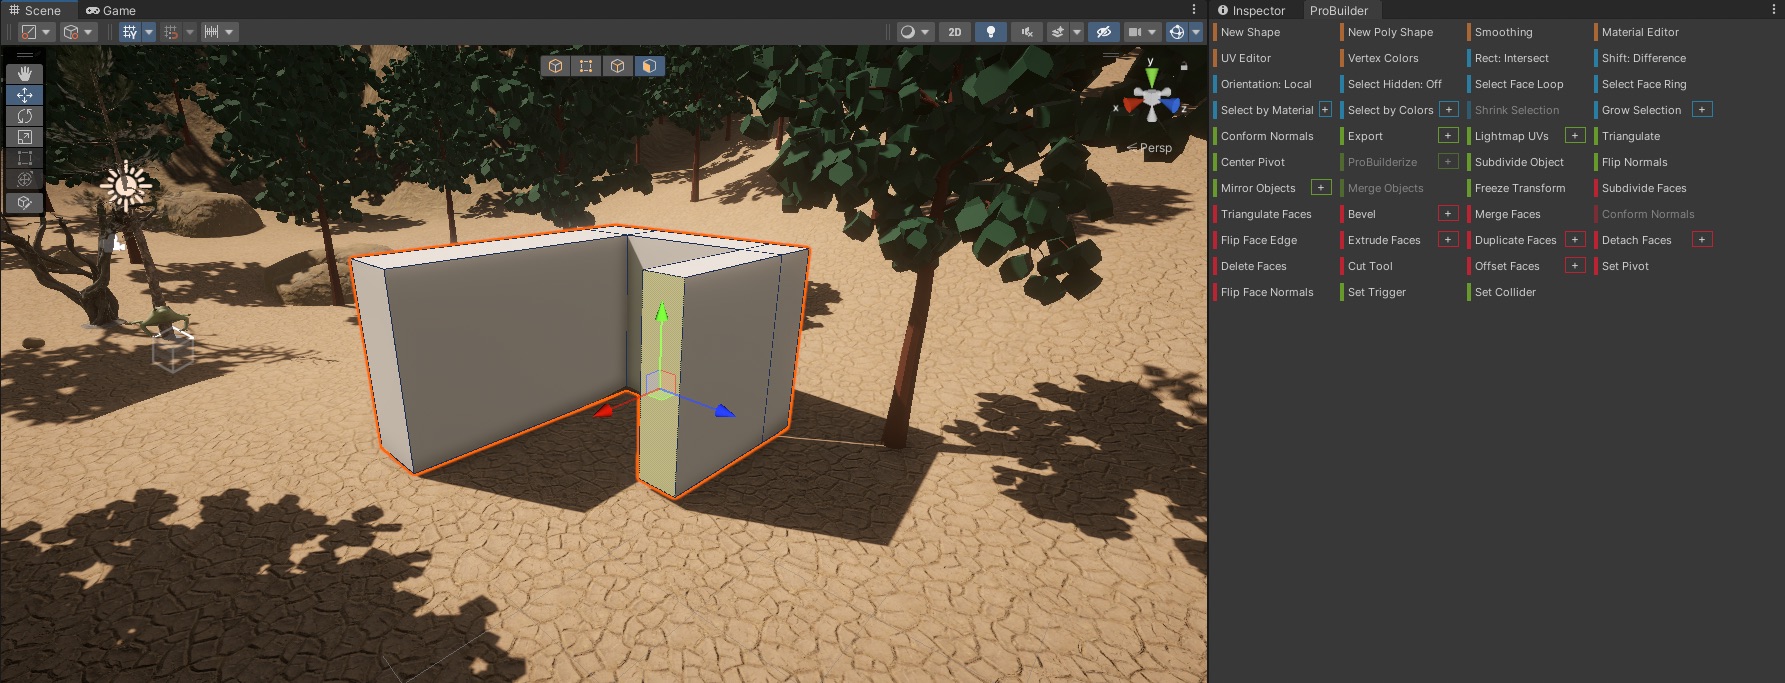 Scene Game
Inspector ProBuilder
2D
y
x z
Persp
New Shape New Poly Shape Smoothing Material Editor
UV Editor Vertex Colors Rect: Intersect Shift: Difference
Orientation: Local Select Hidden: Off Select Face Loop Select Face Ring
Select by Material + Select by Colors + Shrink Selection Grow Selection +
Conform Normals Export + Lightmap UVs + Triangulate
Center Pivot ProBuilderize + Subdivide Object Flip Normals
Mirror Objects + Merge Objects Freeze Transform Subdivide Faces
Triangulate Faces Bevel + Merge Faces Conform Normals
Flip Face Edge Extrude Faces + Duplicate Faces + Detach Faces +
Delete Faces Cut Tool Offset Faces + Set Pivot
Flip Face Normals Set Trigger Set Collider